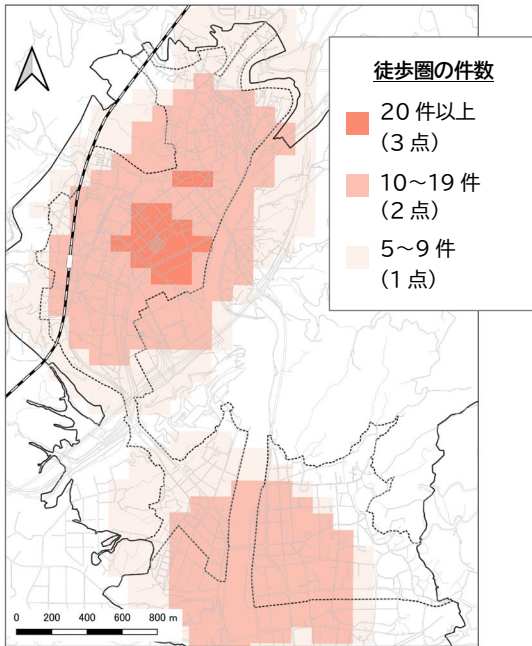 徒歩圏の件数
20 件以上
(3 点)
10～19 件
(2 点)
5～9 件
(1 点)
0 200 400 600 800 m